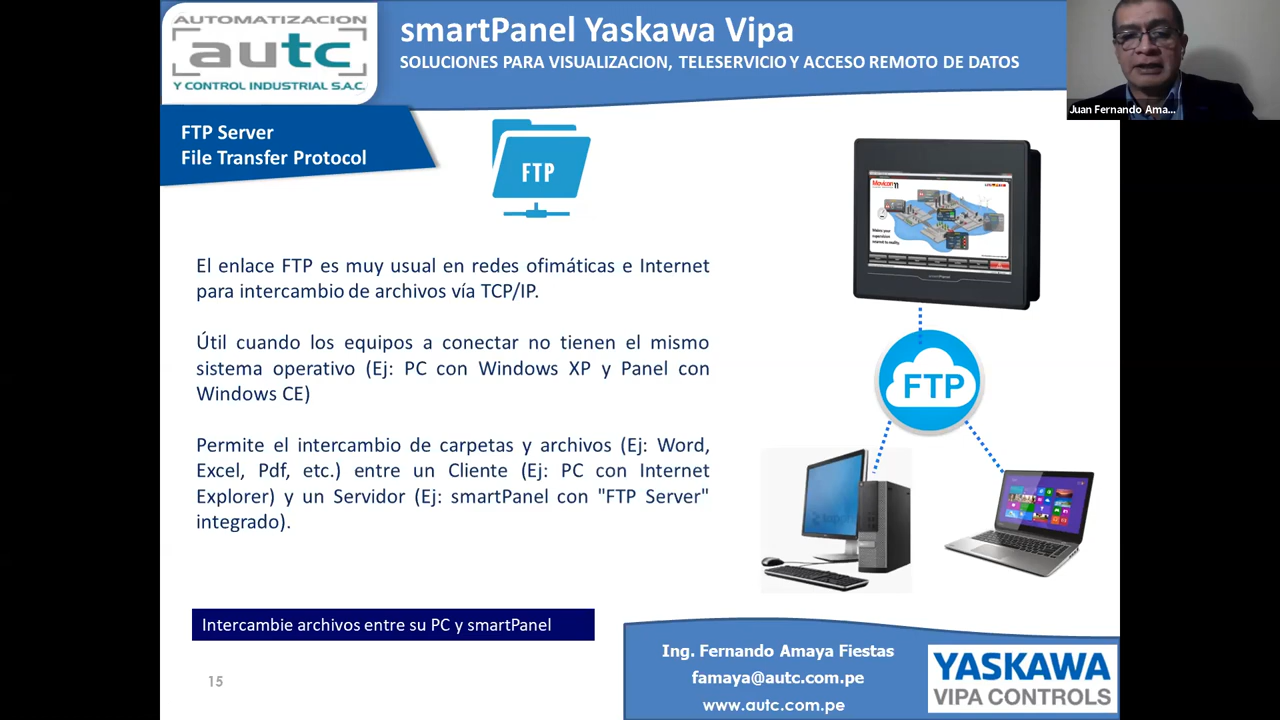 AUTOMATIZACION
autc
Y CONTROL INDUSTRIAL S.A.C.
smartPanel Yaskawa Vipa
SOLUCIONES PARA VISUALIZACION, TELESERVICIO Y ACCESO REMOTO DE DATOS
Juan Fernando Ama...
FTP Server
File Transfer Protocol
FTP
Movicon 11
El enlace FTP es muy usual en redes ofimáticas e Internet
para intercambio de archivos vía TCP/IP.
Útil cuando los equipos a conectar no tienen el mismo
sistema operativo (Ej: PC con Windows XP y Panel con
Windows CE)
Permite el intercambio de carpetas y archivos (Ej: Word,
Excel, Pdf, etc.) entre un Cliente (Ej: PC con Internet
Explorer) y un Servidor (Ej: smartPanel con "FTP Server"
integrado).
FTP
Intercambie archivos entre su PC y smartPanel
15
Ing. Fernando Amaya Fiestas
famaya@autc.com.pe
www.autc.com.pe
YASKAWA
VIPA CONTROLS